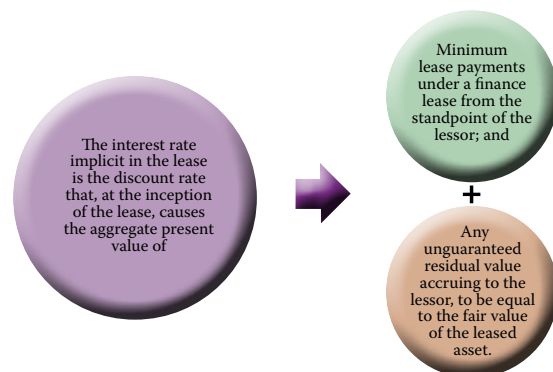 The interest rate
implicit in the lease
is the discount rate
that, at the inception
of the lease, causes
the aggregate present
value of
Minimum
lease payments
under a finance
lease from the
standpoint of the
lessor; and
+
Any
unguaranteed
residual value
accruing to the
lessor, to be equal
to the fair value
of the leased
asset.